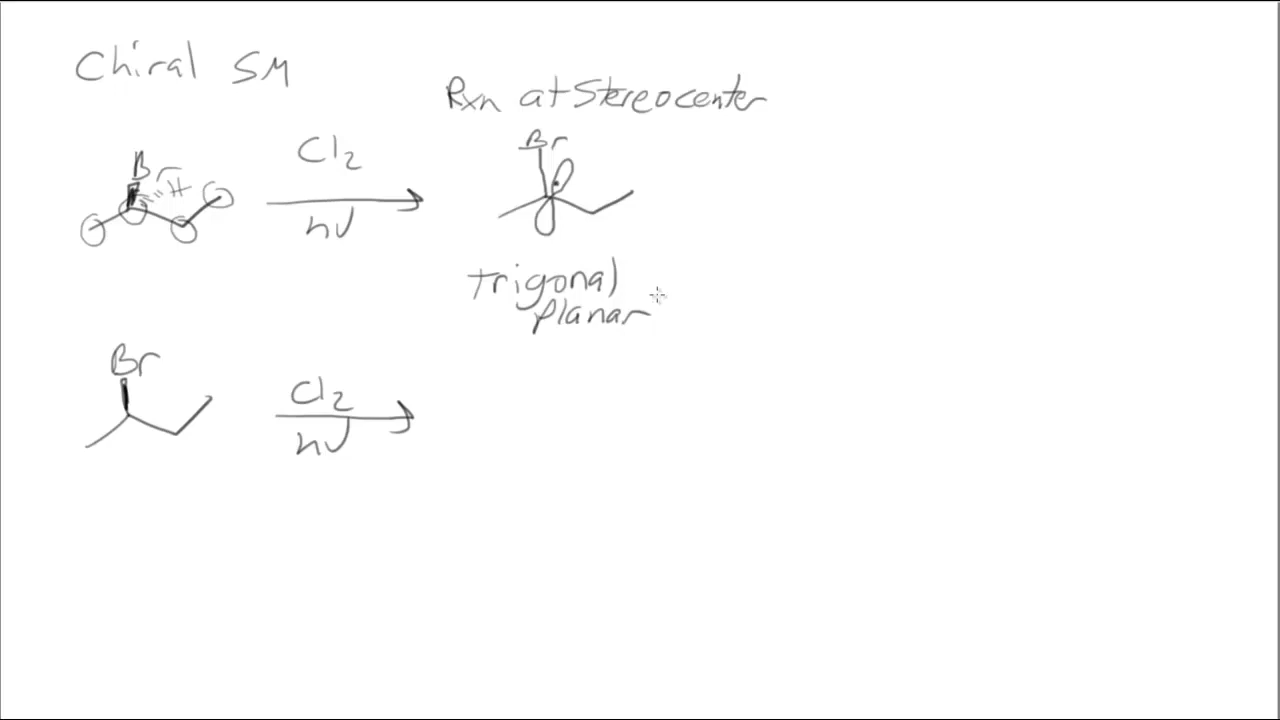 Chiral SM
Rxn at Stereocenter
Br
H
Cl2
hν
Br
trigonal
planar
Br
Cl2
hν